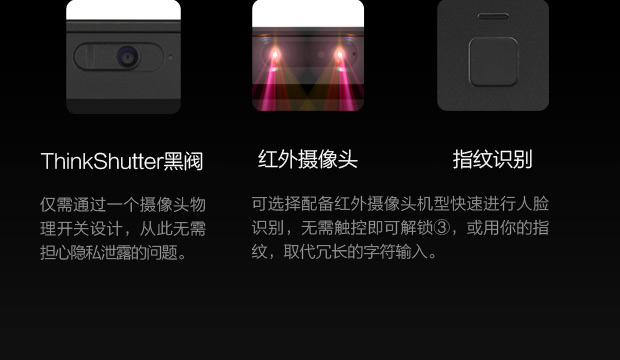 ThinkShutter黑阀
红外摄像头
指纹识别
仅需通过一个摄像头物
理开关设计，从此无需
担心隐私泄露的问题。
可选择配备红外摄像头机型快速进行人脸
识别，无需触控即可解锁③，或用你的指
纹，取代冗长的字符输入。